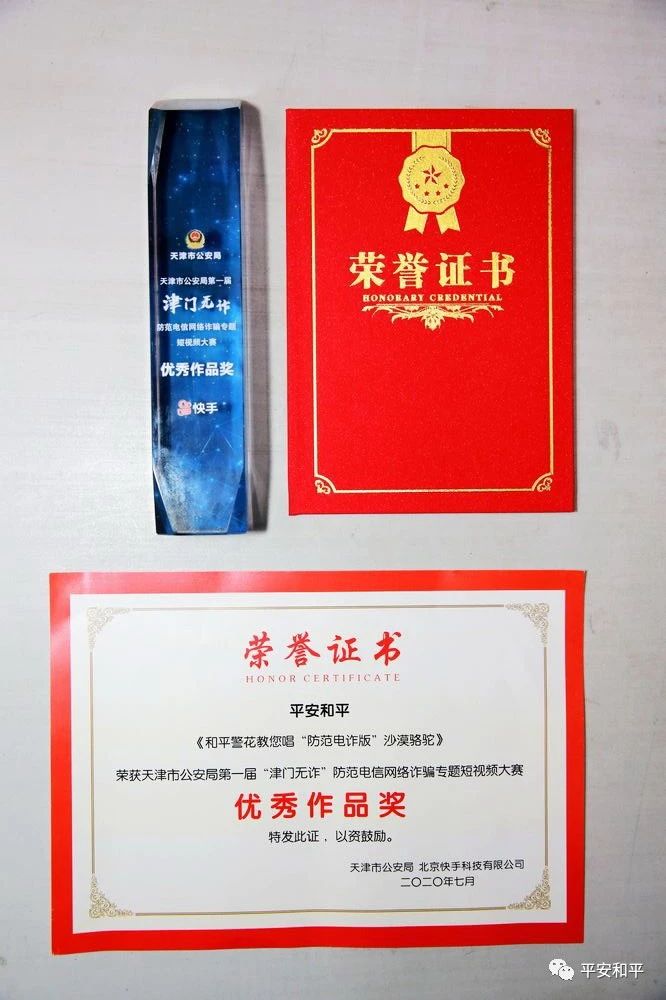 天津市公安局
天津市公安局第一届
津门无诈
防范电信网络诈骗专题
短视频大赛
优秀作品奖
快手
荣誉证书
HONORARY CREDENTIAL
荣誉证书
HONOR CERTIFICATE
平安和平
《和平警花教您唱“防范电诈版”沙漠骆驼》
荣获天津市公安局第一届“津门无诈”防范电信网络诈骗专题短视频大赛
优秀作品奖
特发此证，以资鼓励。
天津市公安局 北京快手科技有限公司
二〇二〇年七月
平安和平